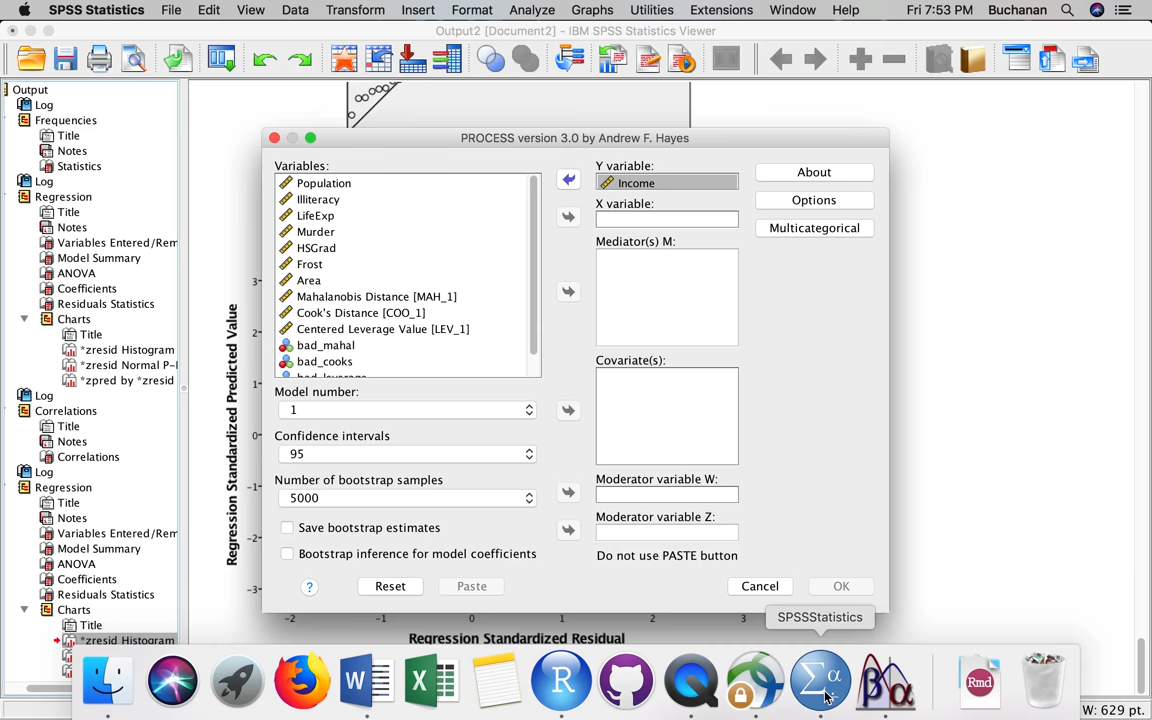 SPSS Statistics File Edit View Data Transform Insert Format Analyze Graphs Utilities Extensions Window Help Fri 7:53 PM Buchanan
Output2 [Document2] - IBM SPSS Statistics Viewer
Output
Log
Frequencies
Title
Notes
Statistics
Log
Regression
Title
Notes
Variables Entered/Rem
Model Summary
ANOVA
Coefficients
Residuals Statistics
Charts
Title
*zresid Histogram
*zresid Normal P-
*zpred by *zresid
Log
Correlations
Title
Notes
Correlations
Log
Regression
Title
Notes
Variables Entered/Rem
Model Summary
ANOVA
Coefficients
Residuals Statistics
Charts
Title
*zresid Histogram
Regression Standardized Predicted Value
3
2
1
0
-1
-2
-3
-2 -1 0 1 2 3
Regression Standardized Residual
PROCESS version 3.0 by Andrew F. Hayes
Variables:
Population
Illiteracy
LifeExp
Murder
HSGrad
Frost
Area
Mahalanobis Distance [MAH_1]
Cook's Distance [COO_1]
Centered Leverage Value [LEV_1]
bad_mahal
bad_cooks
bad_leverage
Model number:
1
Confidence intervals
95
Number of bootstrap samples
5000
Save bootstrap estimates
Bootstrap inference for model coefficients
? Reset Paste
Y variable:
Income
X variable:
Mediator(s) M:
Covariate(s):
Moderator variable W:
Moderator variable Z:
Do not use PASTE button
Cancel OK
About
Options
Multicategorical
SPSSStatistics
W
X
R
Σα
βα
Rmd
W: 629 pt.